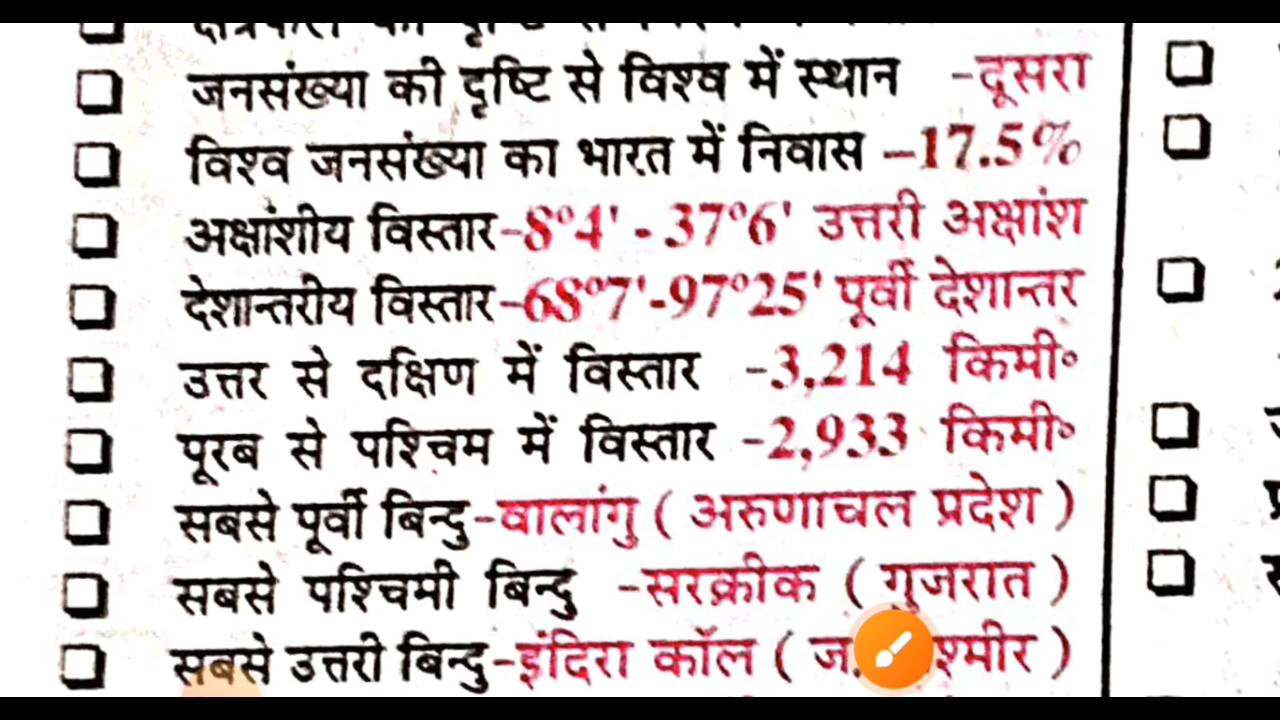 जनसंख्या की दृष्टि से विश्व में स्थान -दूसरा
विश्व जनसंख्या का भारत में निवास –17.5%
अक्षांशीय विस्तार-8°4' - 37°6' उत्तरी अक्षांश
देशान्तरीय विस्तार-68°7'-97°25' पूर्वी देशान्तर
उत्तर से दक्षिण में विस्तार -3,214 किमी॰
पूरब से पश्चिम में विस्तार -2,933 किमी॰
सबसे पूर्वी बिन्दु-वालांगु ( अरुणाचल प्रदेश )
सबसे पश्चिमी बिन्दु -सरक्रीक ( गुजरात )
सबसे उत्तरी बिन्दु-इंदिरा कॉल (